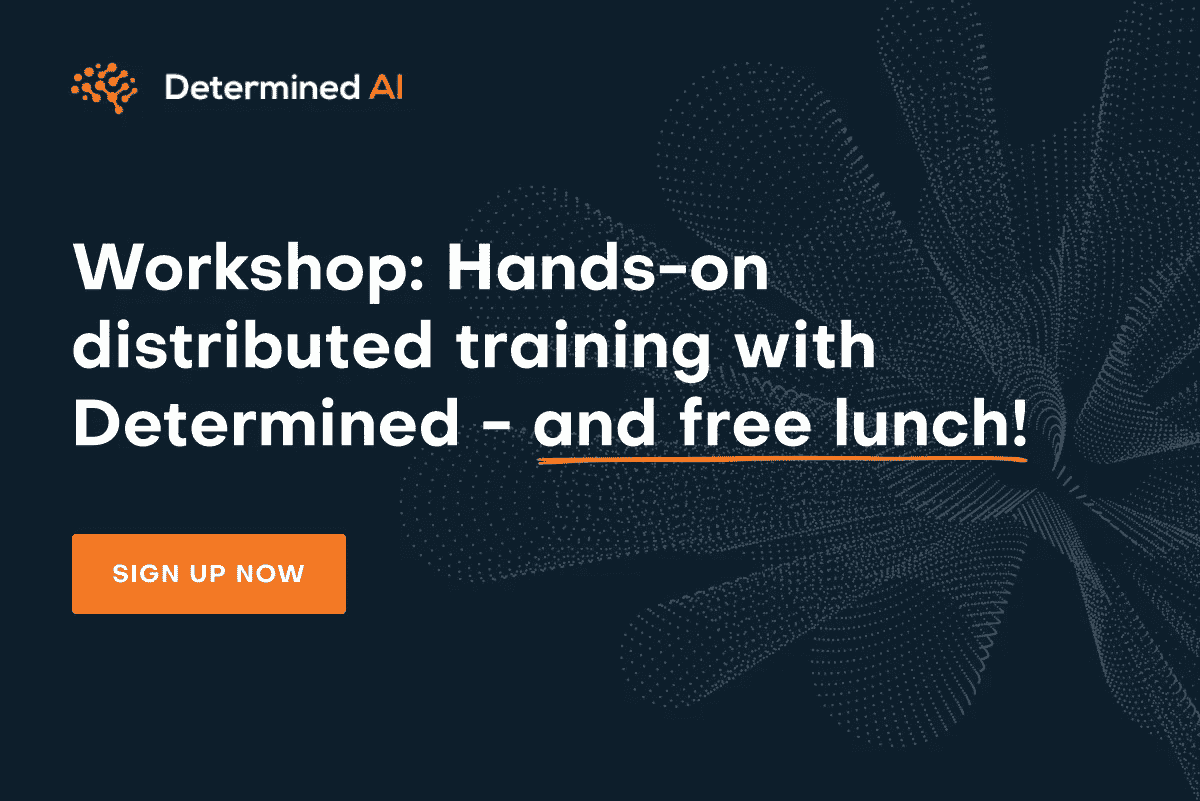 Determined AI
Workshop: Hands-on
distributed training with
Determined - and free lunch!
SIGN UP NOW